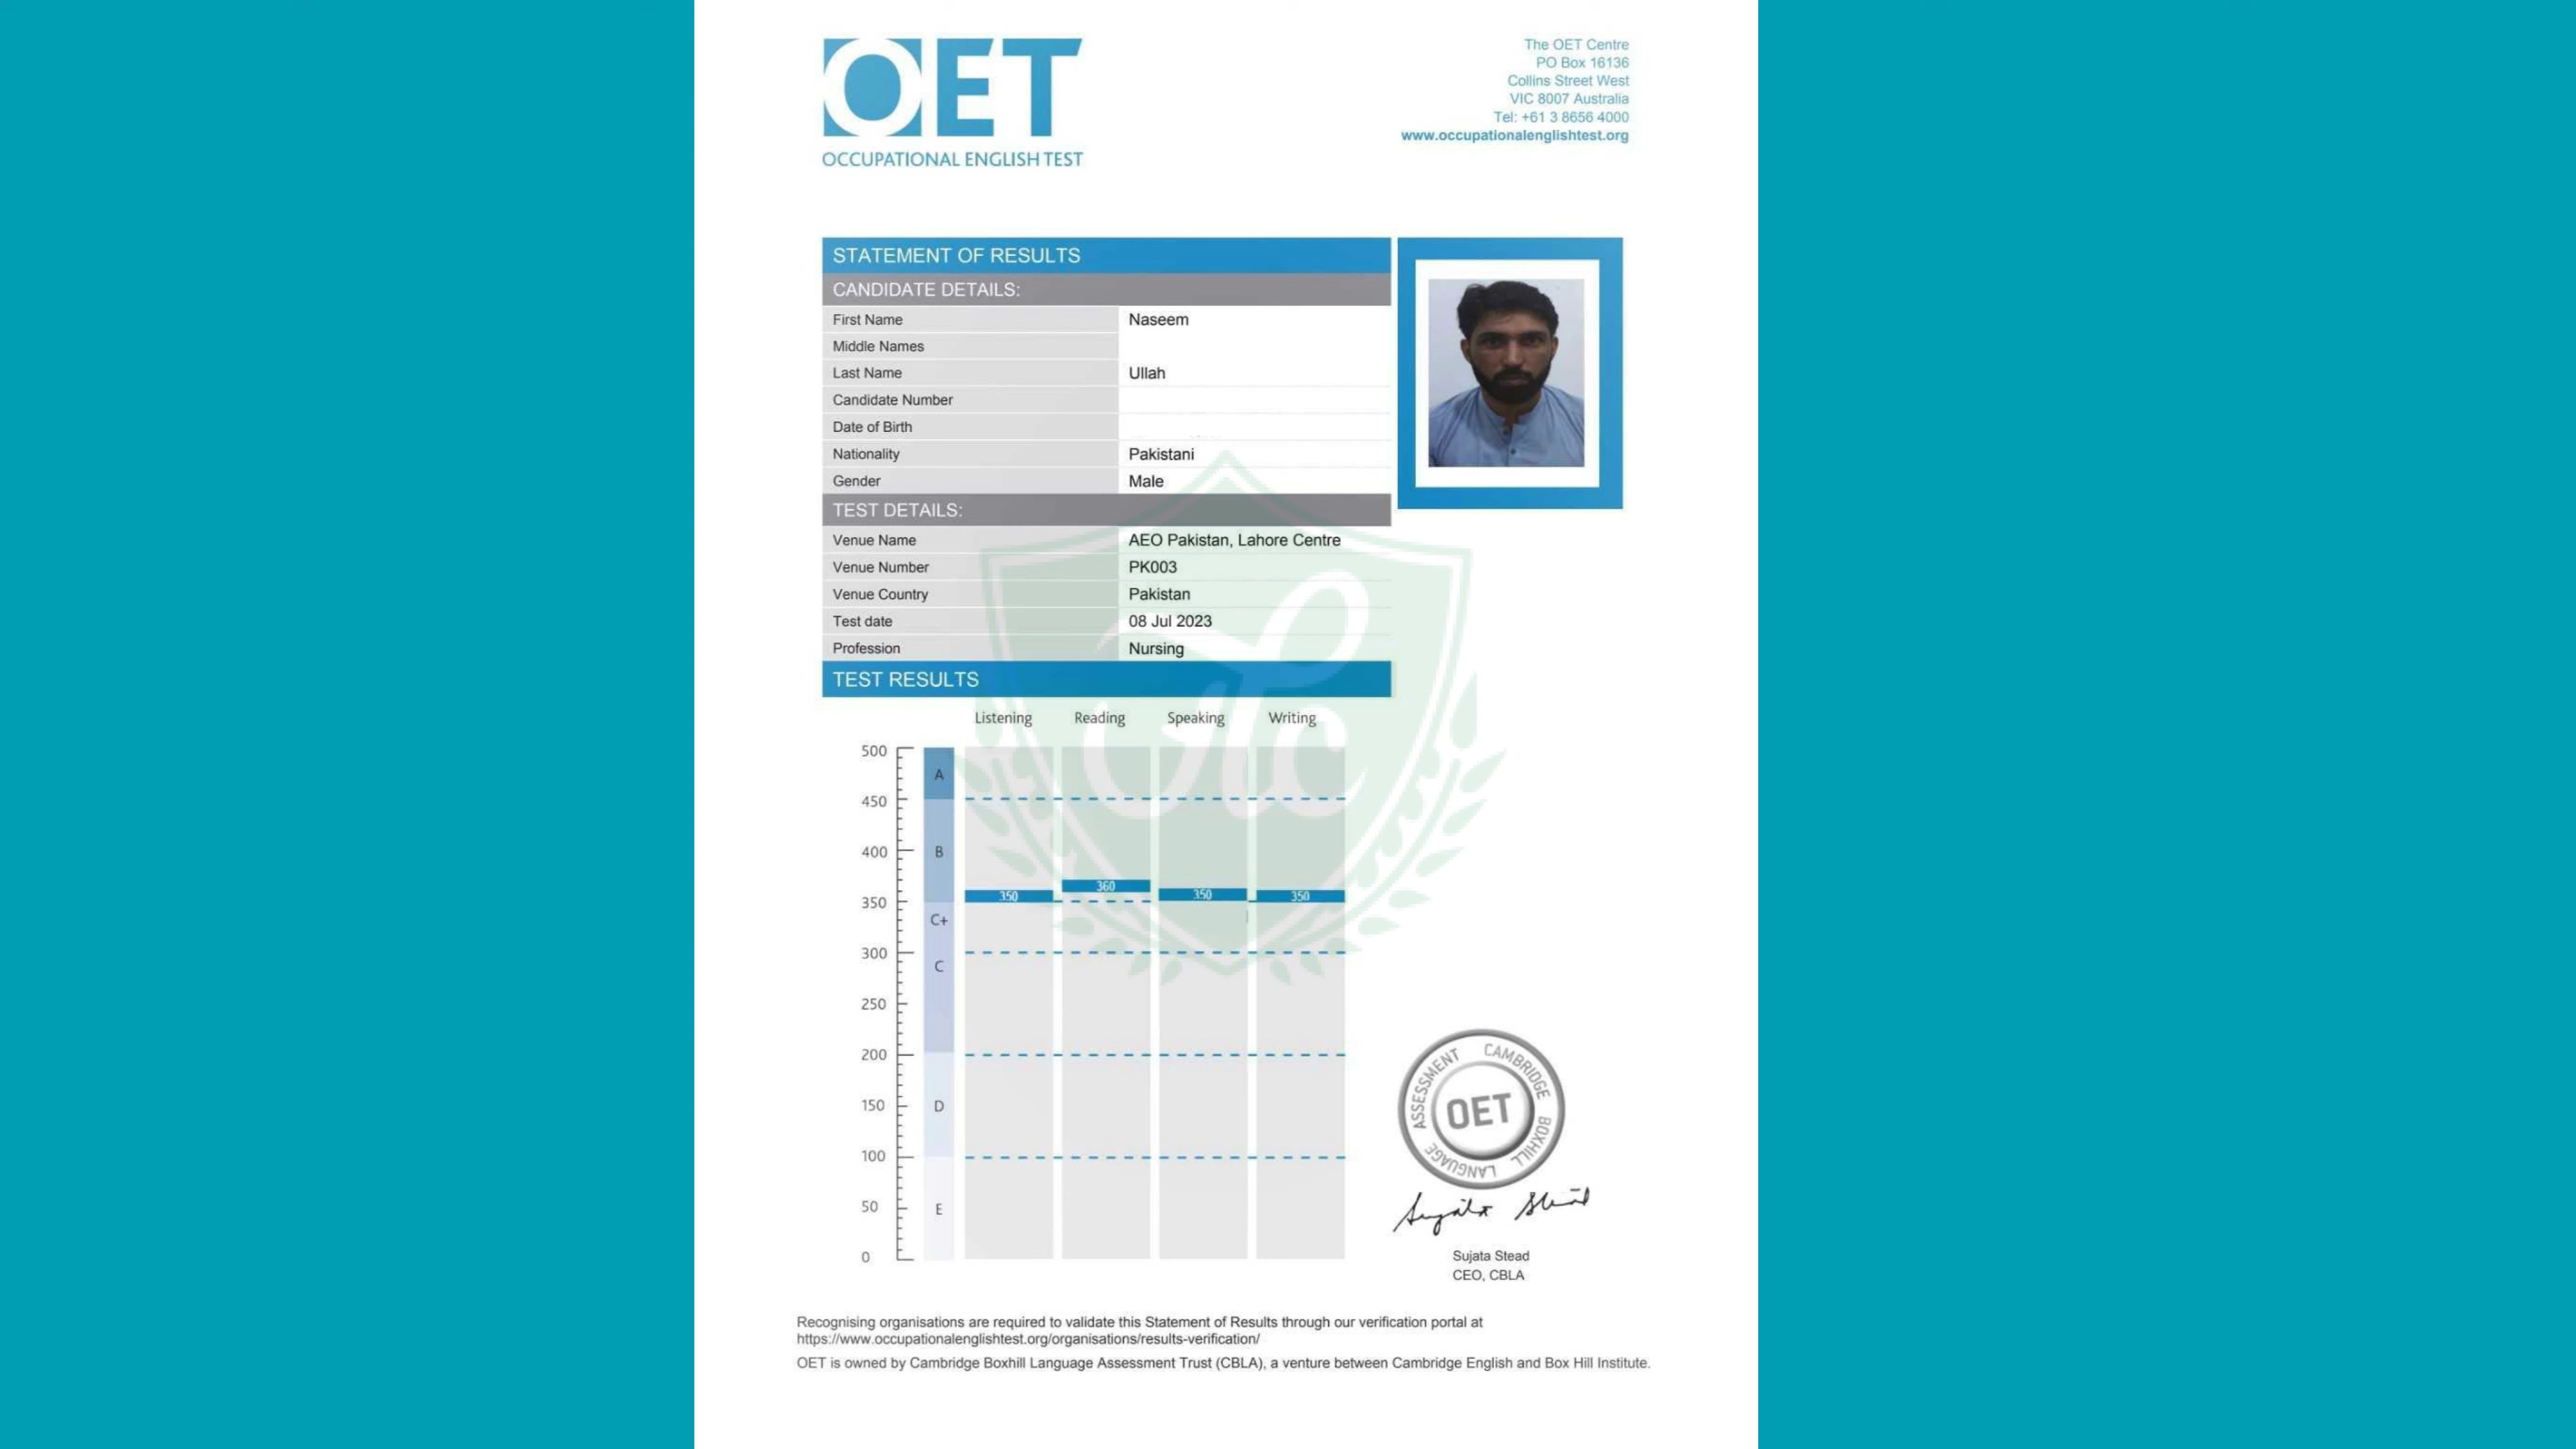 OET
OCCUPATIONAL ENGLISH TEST
The OET Centre
PO Box 16136
Collins Street West
VIC 8007 Australia
Tel: +61 3 8656 4000
www.occupationalenglishtest.org
STATEMENT OF RESULTS
CANDIDATE DETAILS:
First Name Naseem
Middle Names
Last Name Ullah
Candidate Number
Date of Birth
Nationality Pakistani
Gender Male
TEST DETAILS:
Venue Name AEO Pakistan, Lahore Centre
Venue Number PK003
Venue Country Pakistan
Test date 08 Jul 2023
Profession Nursing
TEST RESULTS
Listening Reading Speaking Writing
500
A
450
400 B
350 360 350 350
350
C+
300
C
250
200
150 D
100
50 E
0
ASSESSMENT CAMBRIDGE BOXHILL LANGUAGE
OET
Sujata Stead
Sujata Stead
CEO, CBLA
Recognising organisations are required to validate this Statement of Results through our verification portal at
https://www.occupationalenglishtest.org/organisations/results-verification/
OET is owned by Cambridge Boxhill Language Assessment Trust (CBLA), a venture between Cambridge English and Box Hill Institute.